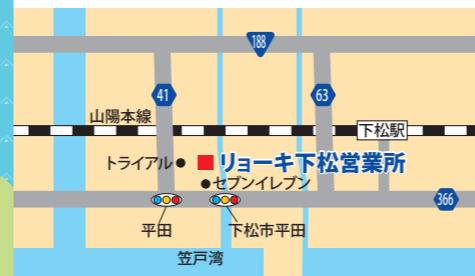 188
41
63
山陽本線
下松駅
トライアル
リョーキ下松営業所
セブンイレブン
366
平田
下松市平田
笠戸湾